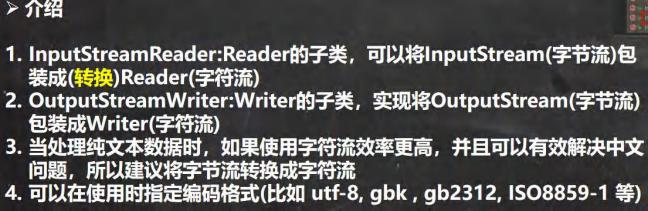 ➢ 介绍
1. InputStreamReader:Reader的子类，可以将InputStream(字节流)包
装成(转换)Reader(字符流)
2. OutputStreamWriter:Writer的子类，实现将OutputStream(字节流)
包装成Writer(字符流)
3. 当处理纯文本数据时，如果使用字符流效率更高，并且可以有效解决中文
问题，所以建议将字节流转换成字符流
4. 可以在使用时指定编码格式(比如 utf-8, gbk , gb2312, ISO8859-1 等)